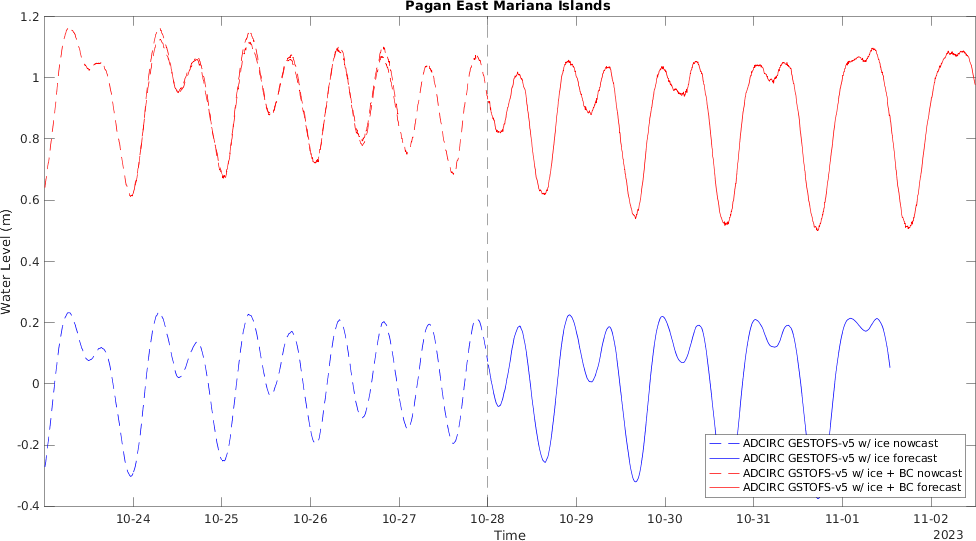 Pagan East Mariana Islands
1.2
1
0.8
0.6
0.4
0.2
0
-0.2
-0.4
Water Level (m)
ADCIRC GESTOFS-v5 w/ ice nowcast
ADCIRC GESTOFS-v5 w/ ice forecast
ADCIRC GSTOFS-v5 w/ ice + BC nowcast
ADCIRC GSTOFS-v5 w/ ice + BC forecast
10-24 10-25 10-26 10-27 10-28 10-29 10-30 10-31 11-01 11-02
Time
2023